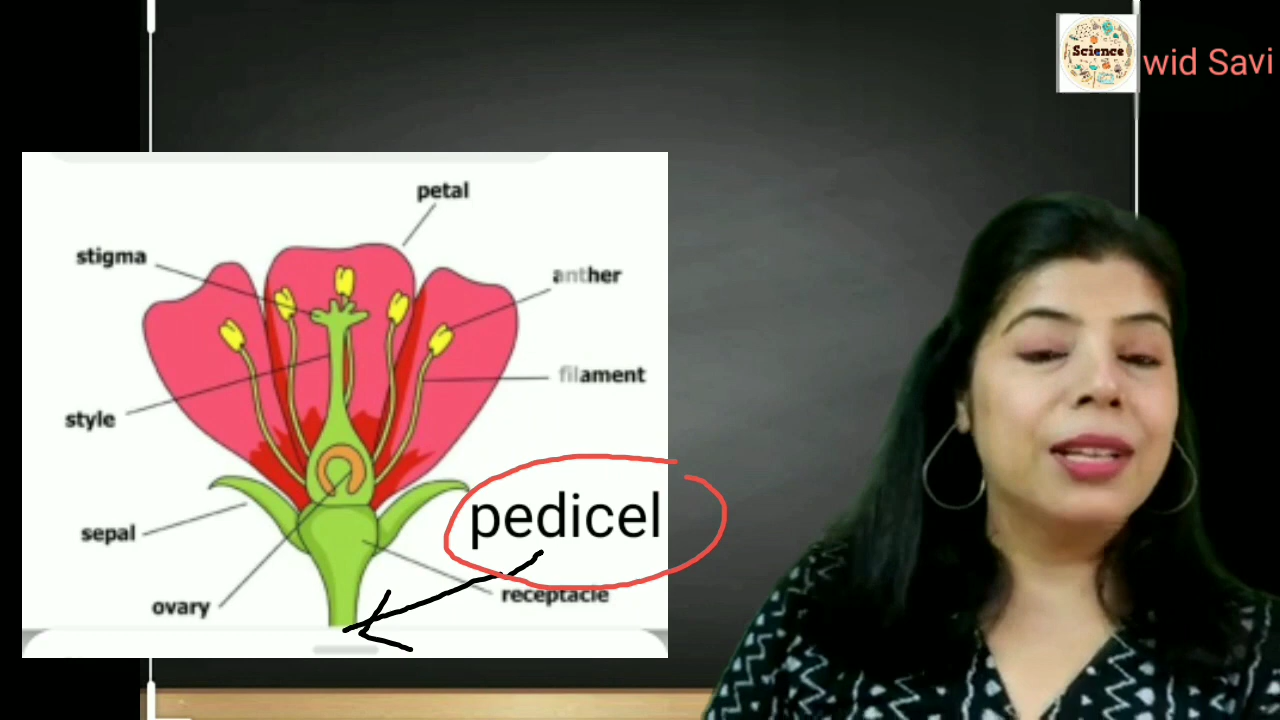 Science
wid Savi
petal
stigma
anther
filament
style
pedicel
sepal
receptacle
ovary